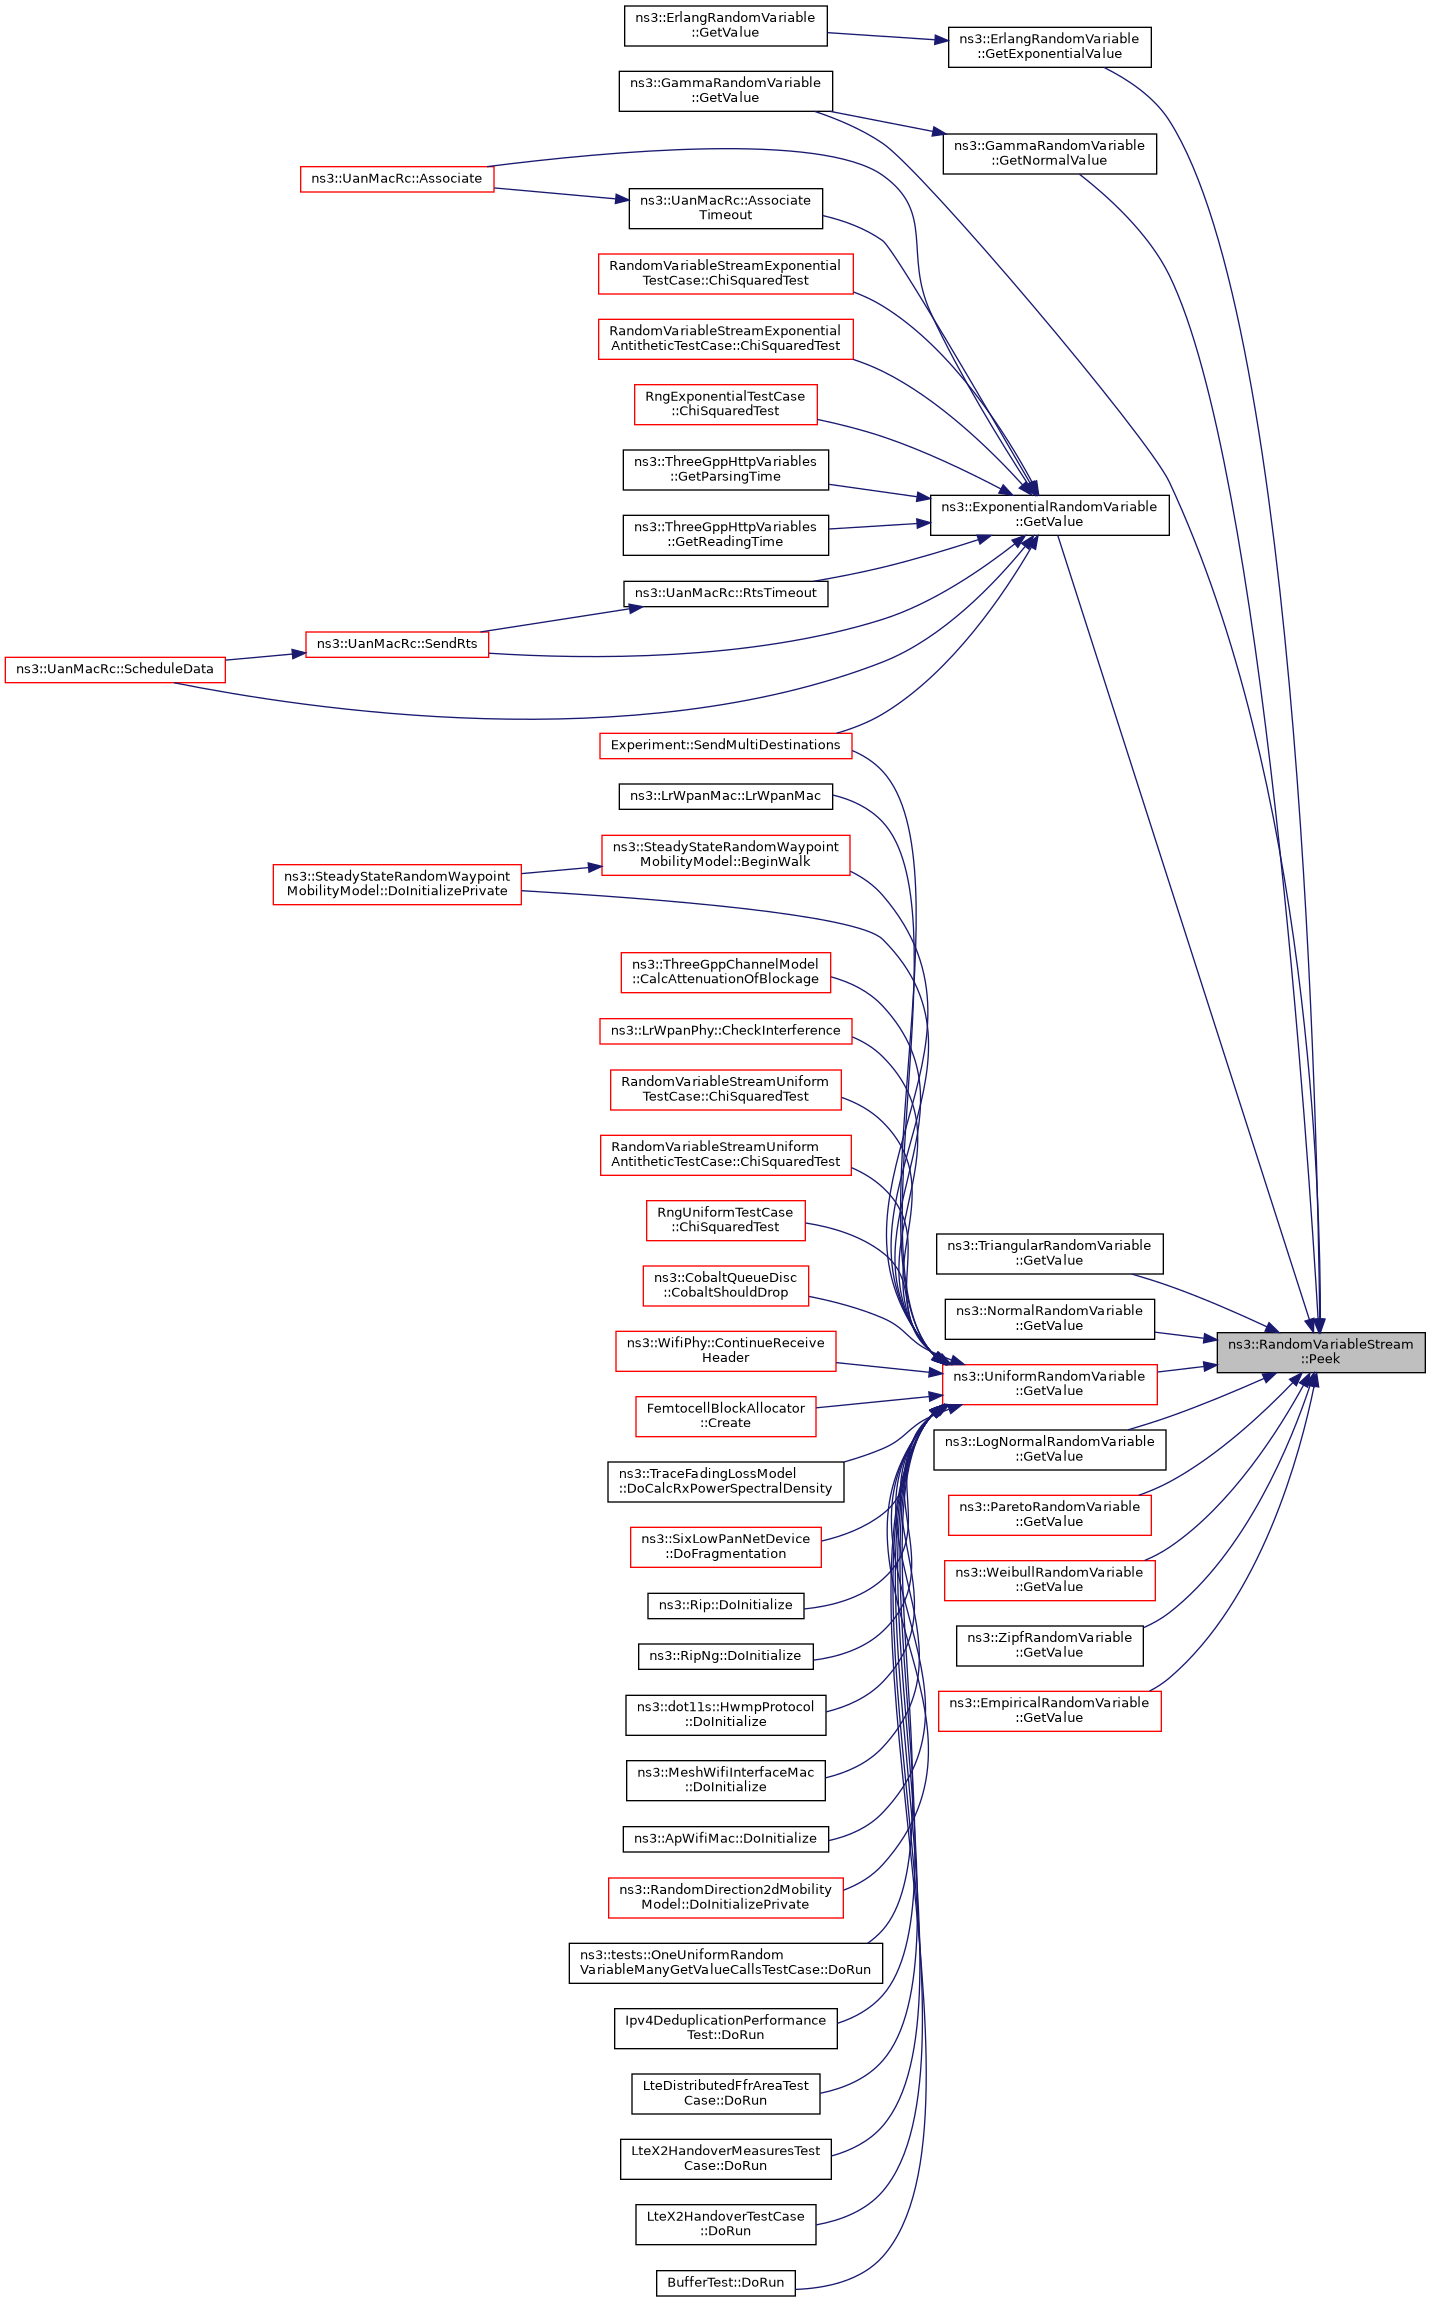 ns3::ErlangRandomVariable
::GetValue
ns3::ErlangRandomVariable
::GetExponentialValue
ns3::GammaRandomVariable
::GetValue
ns3::GammaRandomVariable
::GetNormalValue
ns3::UanMacRc::Associate
ns3::UanMacRc::Associate
Timeout
RandomVariableStreamExponential
TestCase::ChiSquaredTest
RandomVariableStreamExponential
AntitheticTestCase::ChiSquaredTest
RngExponentialTestCase
::ChiSquaredTest
ns3::ThreeGppHttpVariables
::GetParsingTime
ns3::ExponentialRandomVariable
::GetValue
ns3::ThreeGppHttpVariables
::GetReadingTime
ns3::UanMacRc::RtsTimeout
ns3::UanMacRc::SendRts
ns3::UanMacRc::ScheduleData
Experiment::SendMultiDestinations
ns3::LrWpanMac::LrWpanMac
ns3::SteadyStateRandomWaypoint
MobilityModel::BeginWalk
ns3::SteadyStateRandomWaypoint
MobilityModel::DoInitializePrivate
ns3::ThreeGppChannelModel
::CalcAttenuationOfBlockage
ns3::LrWpanPhy::CheckInterference
RandomVariableStreamUniform
TestCase::ChiSquaredTest
RandomVariableStreamUniform
AntitheticTestCase::ChiSquaredTest
RngUniformTestCase
::ChiSquaredTest
ns3::TriangularRandomVariable
::GetValue
ns3::CobaltQueueDisc
::CobaltShouldDrop
ns3::NormalRandomVariable
::GetValue
ns3::RandomVariableStream
::Peek
ns3::WifiPhy::ContinueReceive
Header
ns3::UniformRandomVariable
::GetValue
FemtocellBlockAllocator
::Create
ns3::LogNormalRandomVariable
::GetValue
ns3::TraceFadingLossModel
::DoCalcRxPowerSpectralDensity
ns3::ParetoRandomVariable
::GetValue
ns3::SixLowPanNetDevice
::DoFragmentation
ns3::WeibullRandomVariable
::GetValue
ns3::Rip::DoInitialize
ns3::ZipfRandomVariable
::GetValue
ns3::RipNg::DoInitialize
ns3::EmpiricalRandomVariable
::GetValue
ns3::dot11s::HwmpProtocol
::DoInitialize
ns3::MeshWifiInterfaceMac
::DoInitialize
ns3::ApWifiMac::DoInitialize
ns3::RandomDirection2dMobility
Model::DoInitializePrivate
ns3::tests::OneUniformRandom
VariableManyGetValueCallsTestCase::DoRun
Ipv4DeduplicationPerformance
Test::DoRun
LteDistributedFfrAreaTest
Case::DoRun
LteX2HandoverMeasuresTest
Case::DoRun
LteX2HandoverTestCase
::DoRun
BufferTest::DoRun